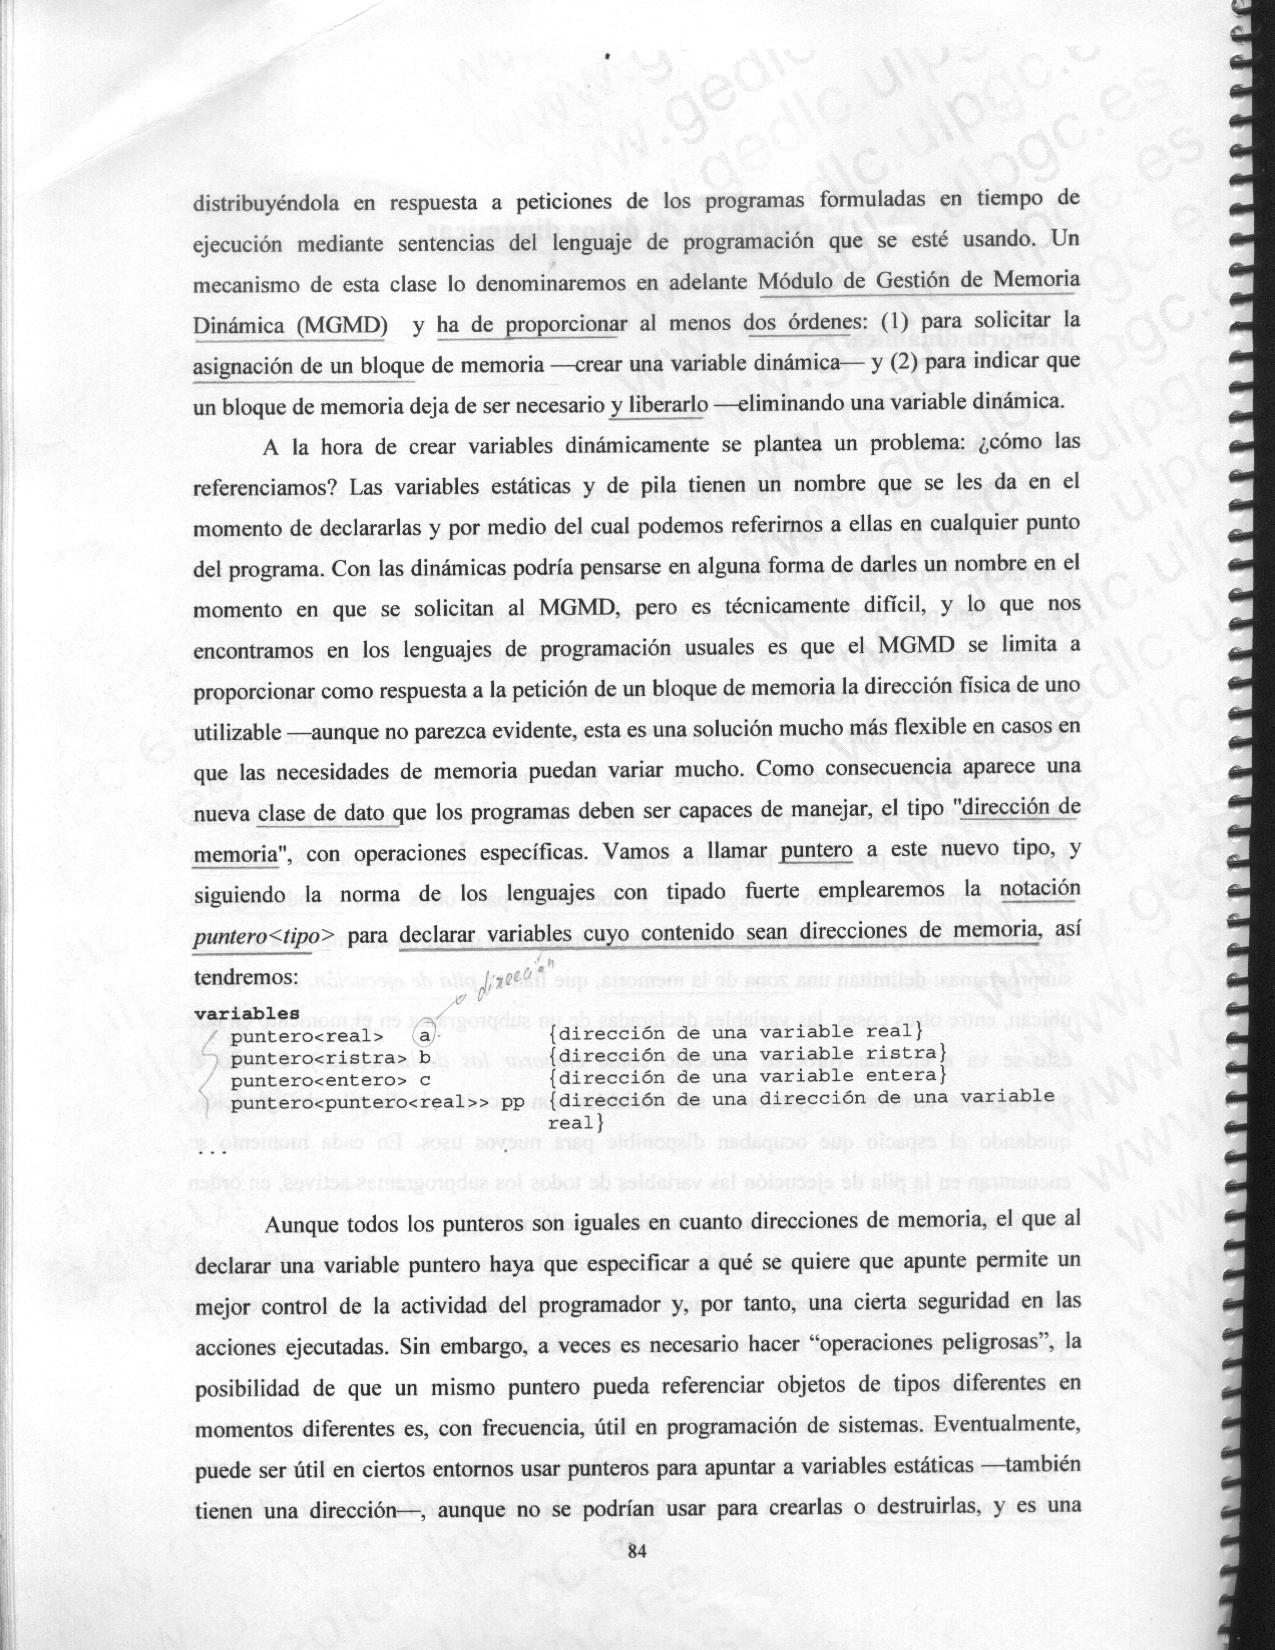 distribuyéndola en respuesta a peticiones de los programas formuladas en tiempo de
ejecución mediante sentencias del lenguaje de programación que se esté usando. Un
mecanismo de esta clase lo denominaremos en adelante Módulo de Gestión de Memoria
Dinámica (MGMD) y ha de proporcionar al menos dos órdenes: (1) para solicitar la
asignación de un bloque de memoria —crear una variable dinámica— y (2) para indicar que
un bloque de memoria deja de ser necesario y liberarlo —eliminando una variable dinámica.
A la hora de crear variables dinámicamente se plantea un problema: ¿cómo las
referenciamos? Las variables estáticas y de pila tienen un nombre que se les da en el
momento de declararlas y por medio del cual podemos referirnos a ellas en cualquier punto
del programa. Con las dinámicas podría pensarse en alguna forma de darles un nombre en el
momento en que se solicitan al MGMD, pero es técnicamente difícil, y lo que nos
encontramos en los lenguajes de programación usuales es que el MGMD se limita a
proporcionar como respuesta a la petición de un bloque de memoria la dirección física de uno
utilizable —aunque no parezca evidente, esta es una solución mucho más flexible en casos en
que las necesidades de memoria puedan variar mucho. Como consecuencia aparece una
nueva clase de dato que los programas deben ser capaces de manejar, el tipo "dirección de
memoria", con operaciones específicas. Vamos a llamar puntero a este nuevo tipo, y
siguiendo la norma de los lenguajes con tipado fuerte emplearemos la notación
puntero<tipo> para declarar variables cuyo contenido sean direcciones de memoria, así
tendremos:
dirección
variables
puntero<real> a {dirección de una variable real}
puntero<ristra> b {dirección de una variable ristra}
puntero<entero> c {dirección de una variable entera}
puntero<puntero<real>> pp {dirección de una dirección de una variable
real}
...
Aunque todos los punteros son iguales en cuanto direcciones de memoria, el que al
declarar una variable puntero haya que especificar a qué se quiere que apunte permite un
mejor control de la actividad del programador y, por tanto, una cierta seguridad en las
acciones ejecutadas. Sin embargo, a veces es necesario hacer “operaciones peligrosas”, la
posibilidad de que un mismo puntero pueda referenciar objetos de tipos diferentes en
momentos diferentes es, con frecuencia, útil en programación de sistemas. Eventualmente,
puede ser útil en ciertos entornos usar punteros para apuntar a variables estáticas —también
tienen una dirección—, aunque no se podrían usar para crearlas o destruirlas, y es una
84